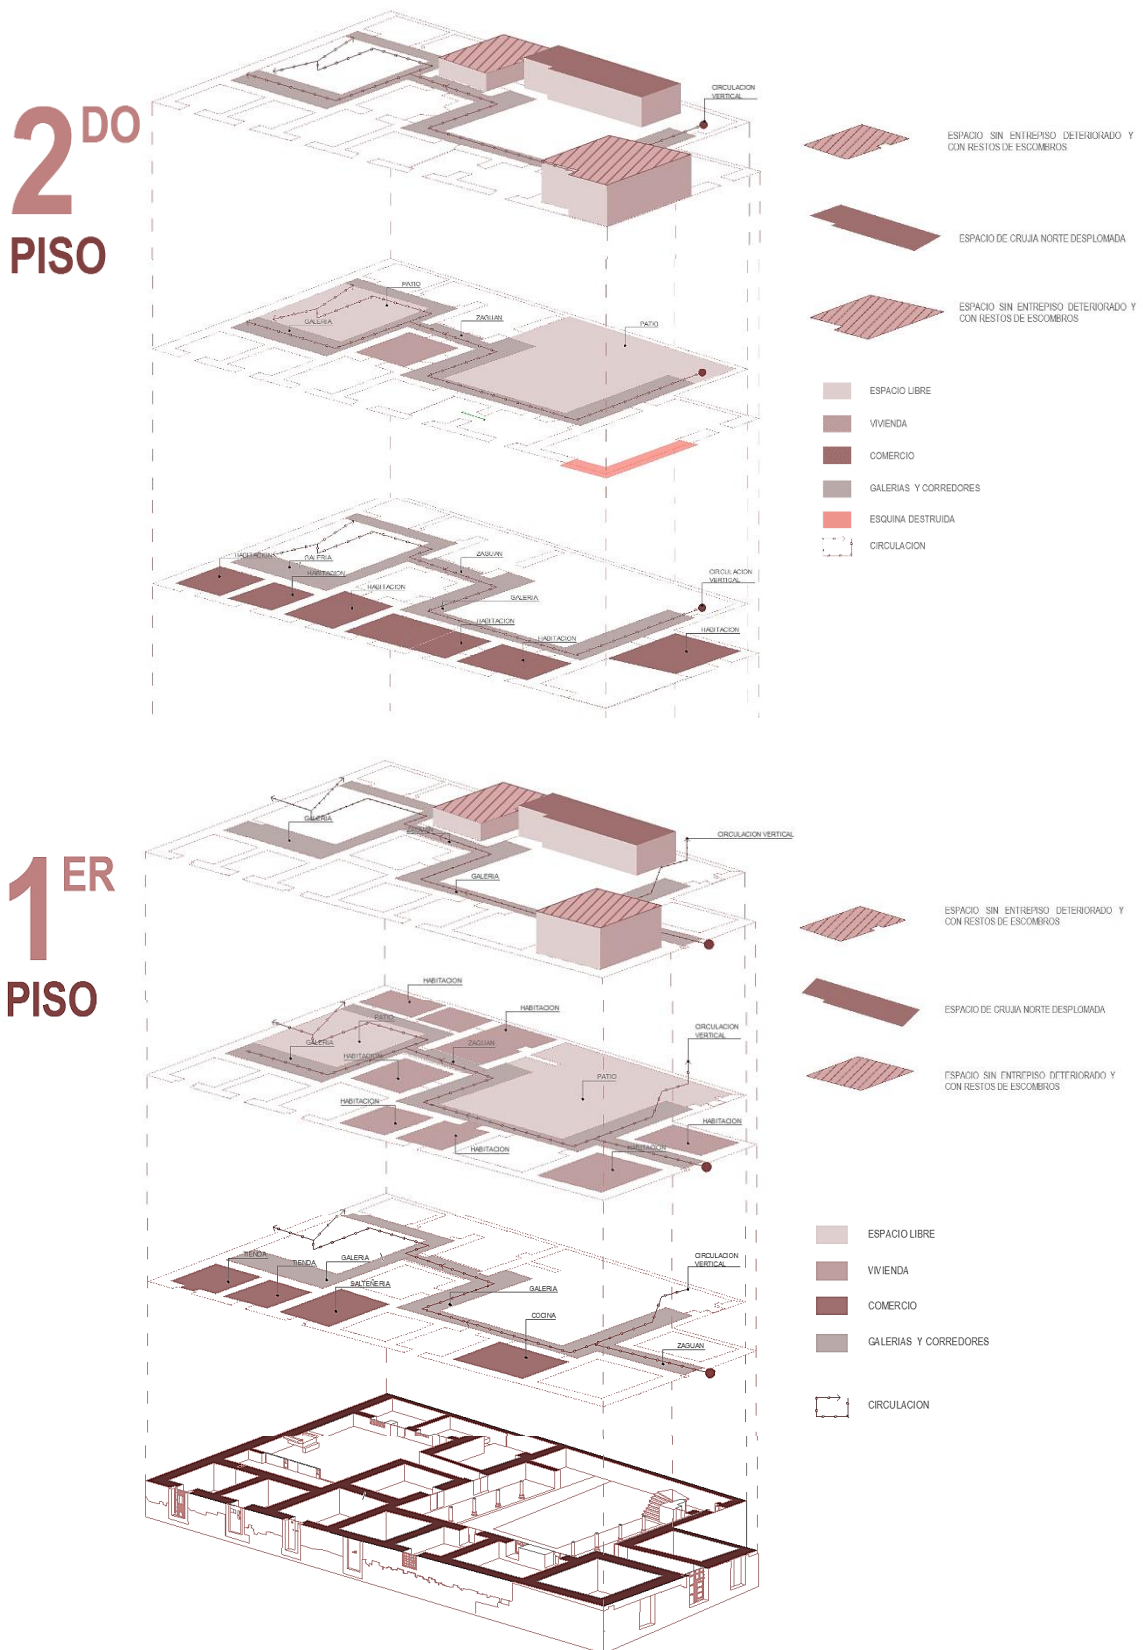 2DO
PISO
CIRCULACION
VERTICAL
ESPACIO SIN ENTREPISO DETERIORADO Y
CON RESTOS DE ESCOMBROS
ESPACIO DE CRUJIA NORTE DESPLOMADA
ESPACIO SIN ENTREPISO DETERIORADO Y
CON RESTOS DE ESCOMBROS
PATIO
GALERIA
ZAGUAN
PATIO
ESPACIO LIBRE
VIVIENDA
COMERCIO
GALERIAS Y CORREDORES
ESQUINA DESTRUIDA
CIRCULACION
HABITACION
GALERIA
HABITACION
HABITACION
ZAGUAN
GALERIA
HABITACION
HABITACION
CIRCULACION
VERTICAL
HABITACION
1ER
PISO
GALERIA
ZAGUAN
GALERIA
CIRCULACION VERTICAL
ESPACIO SIN ENTREPISO DETERIORADO Y
CON RESTOS DE ESCOMBROS
ESPACIO DE CRUJIA NORTE DESPLOMADA
ESPACIO SIN ENTREPISO DETERIORADO Y
CON RESTOS DE ESCOMBROS
HABITACION
HABITACION
PATIO
GALERIA
ZAGUAN
HABITACION
CIRCULACION
VERTICAL
PATIO
HABITACION
HABITACION
HABITACION
HABITACION
ESPACIO LIBRE
VIVIENDA
COMERCIO
GALERIAS Y CORREDORES
CIRCULACION
TIENDA
TIENDA
GALERIA
SALTEÑERIA
GALERIA
COCINA
CIRCULACION
VERTICAL
ZAGUAN